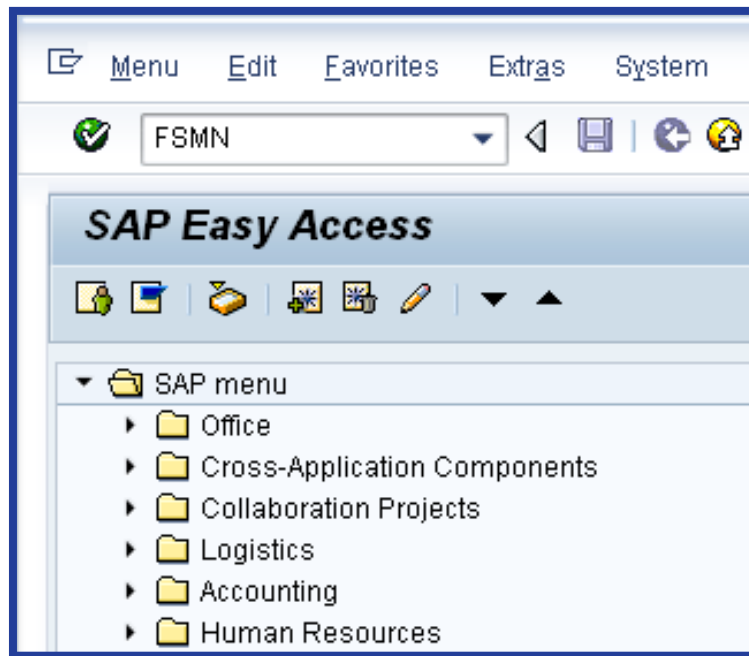 Menu Edit Favorites Extras System
FSMN
SAP Easy Access
SAP menu
Office
Cross-Application Components
Collaboration Projects
Logistics
Accounting
Human Resources